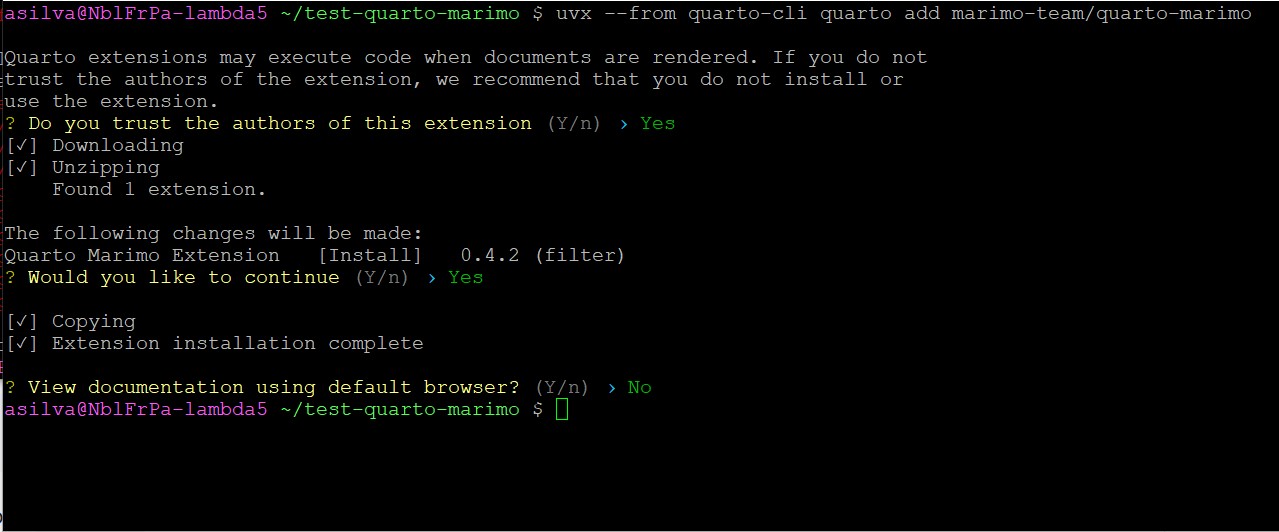 asilva@NblFrPa-lambda5 ~/test-quarto-marimo $ uvx --from quarto-cli quarto add marimo-team/quarto-marimo
Quarto extensions may execute code when documents are rendered. If you do not
trust the authors of the extension, we recommend that you do not install or
use the extension.
? Do you trust the authors of this extension (Y/n) › Yes
[✓] Downloading
[✓] Unzipping
    Found 1 extension.
The following changes will be made:
Quarto Marimo Extension   [Install]   0.4.2 (filter)
? Would you like to continue (Y/n) › Yes
[✓] Copying
[✓] Extension installation complete
? View documentation using default browser? (Y/n) › No
asilva@NblFrPa-lambda5 ~/test-quarto-marimo $